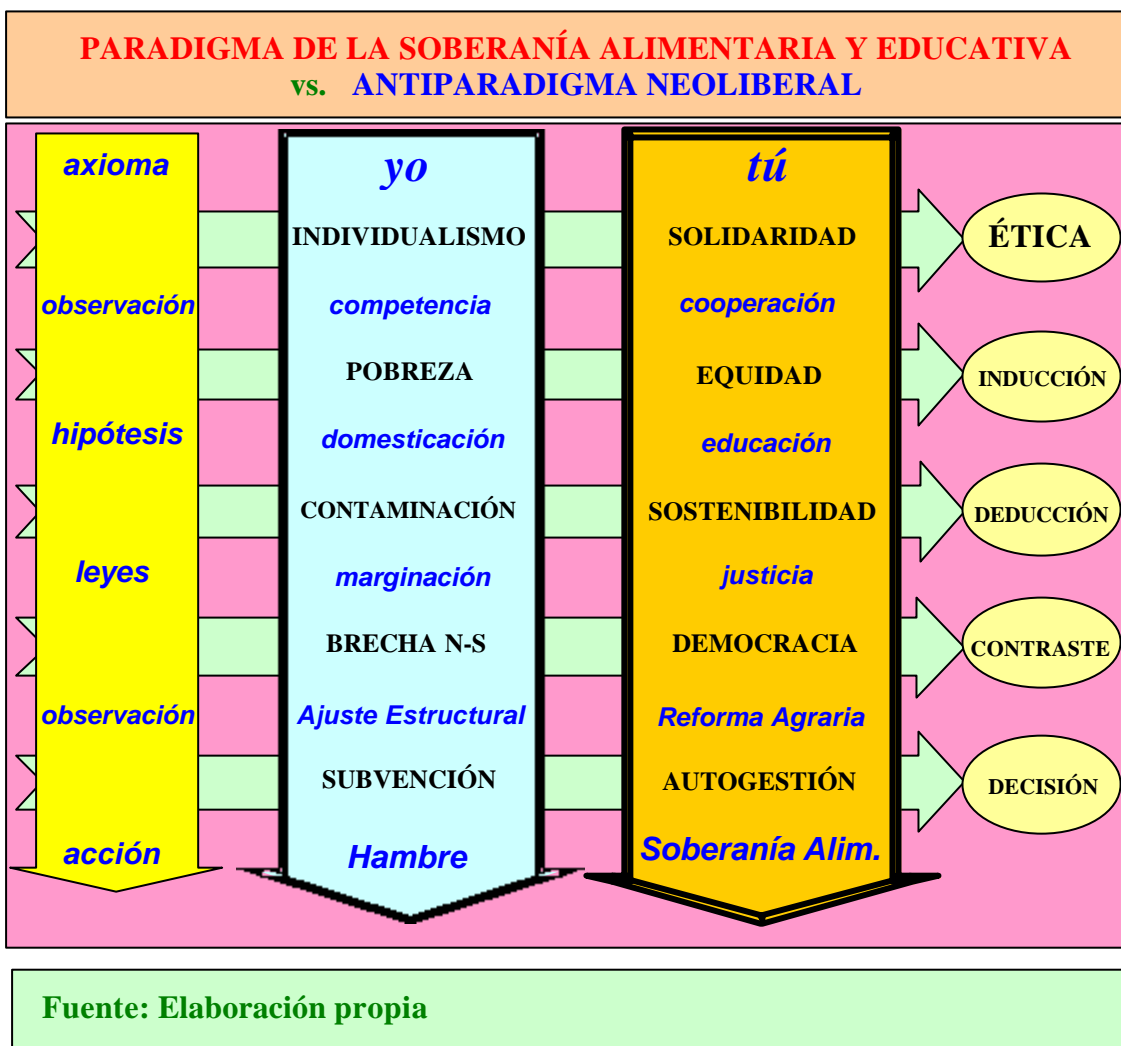 PARADIGMA DE LA SOBERANÍA ALIMENTARIA Y EDUCATIVA
vs. ANTIPARADIGMA NEOLIBERAL
axioma yo tú
INDIVIDUALISMO SOLIDARIDAD ÉTICA
observación competencia cooperación
POBREZA EQUIDAD INDUCCIÓN
hipótesis domesticación educación
CONTAMINACIÓN SOSTENIBILIDAD DEDUCCIÓN
leyes marginación justicia
BRECHA N-S DEMOCRACIA CONTRASTE
observación Ajuste Estructural Reforma Agraria
SUBVENCIÓN AUTOGESTIÓN DECISIÓN
acción Hambre Soberanía Alim.
Fuente: Elaboración propia